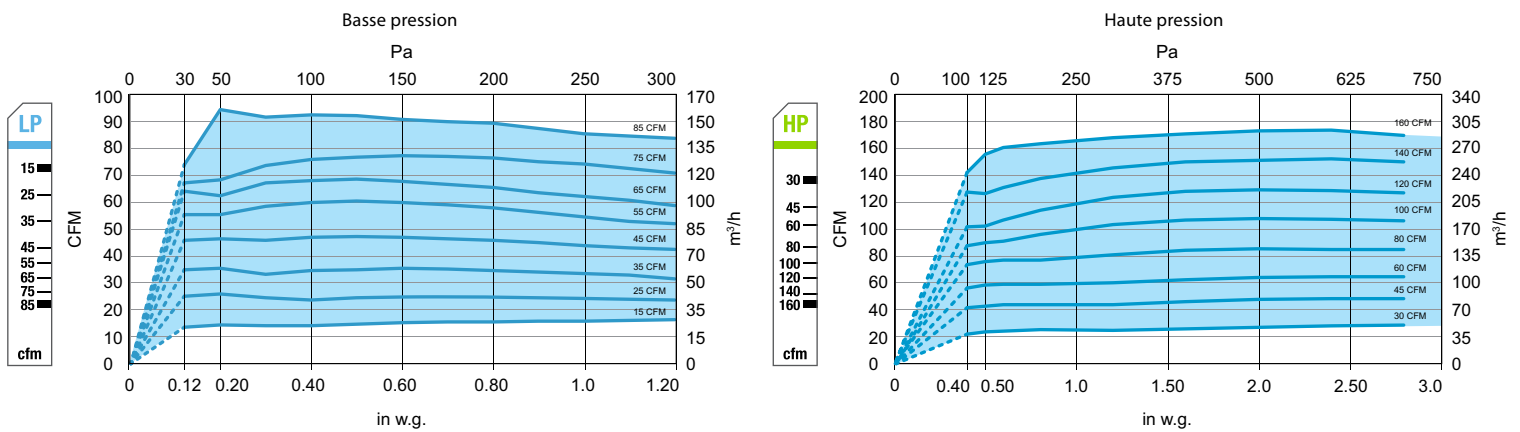 Basse pression
Pa
0 30 50 100 150 200 250 300
LP
15
25
35
45
55
65
75
85
cfm
CFM
100
90
80
70
60
50
40
30
20
10
0
85 CFM
75 CFM
65 CFM
55 CFM
45 CFM
35 CFM
25 CFM
15 CFM
170
150
135
120
100
85
70
50
35
15
0
m³/h
0 0.12 0.20 0.40 0.60 0.80 1.0 1.20
in w.g.
Haute pression
Pa
0 100 125 250 375 500 625 750
HP
30
45
60
80
100
120
140
160
cfm
CFM
200
180
160
140
120
100
80
60
40
20
0
160 CFM
140 CFM
120 CFM
100 CFM
80 CFM
60 CFM
45 CFM
30 CFM
340
305
270
240
205
170
135
100
70
35
0
m³/h
0 0.40 0.50 1.0 1.50 2.0 2.50 3.0
in w.g.